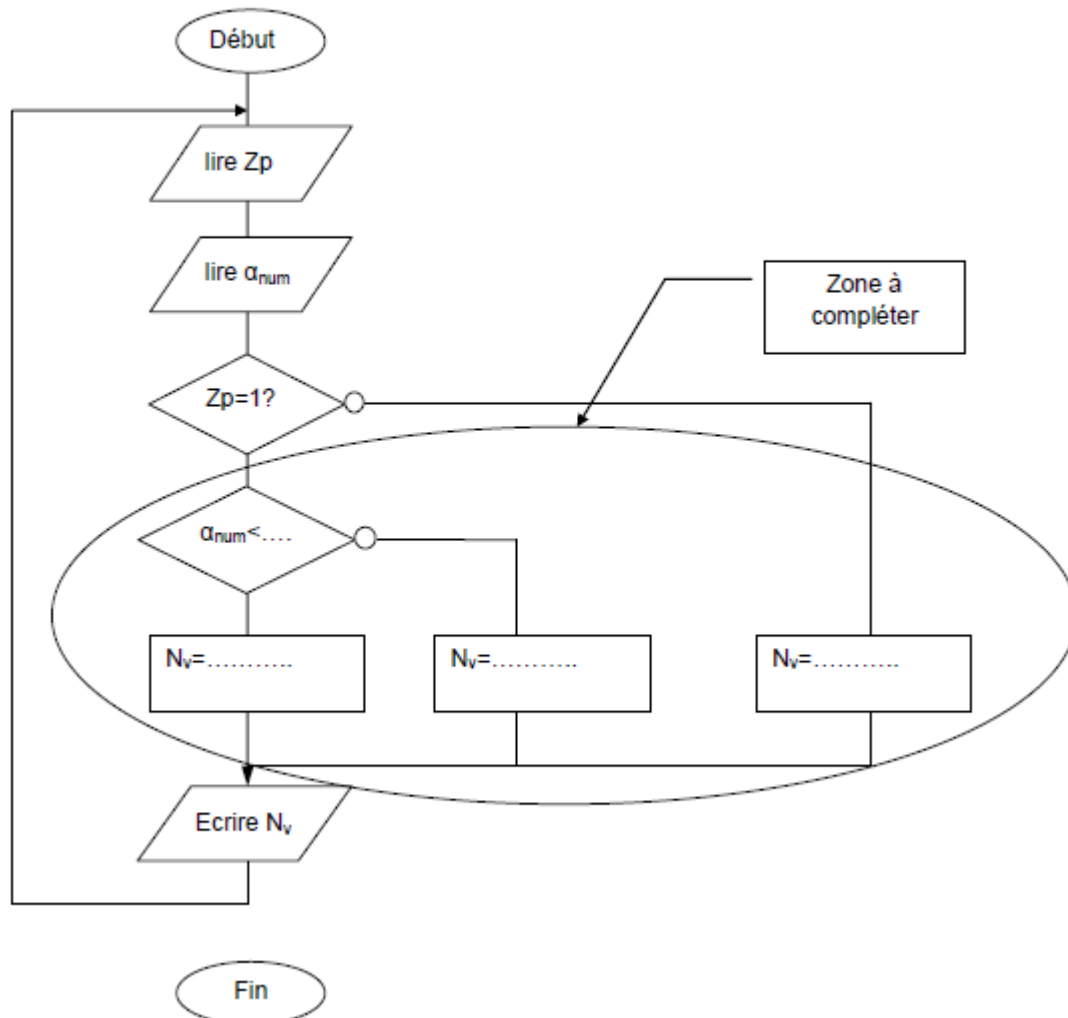 Début
lire Zp
lire αnum
Zone à
compléter
Zp=1?
αnum<….
Nv=………..
Nv=………..
Nv=………..
Ecrire Nv
Fin